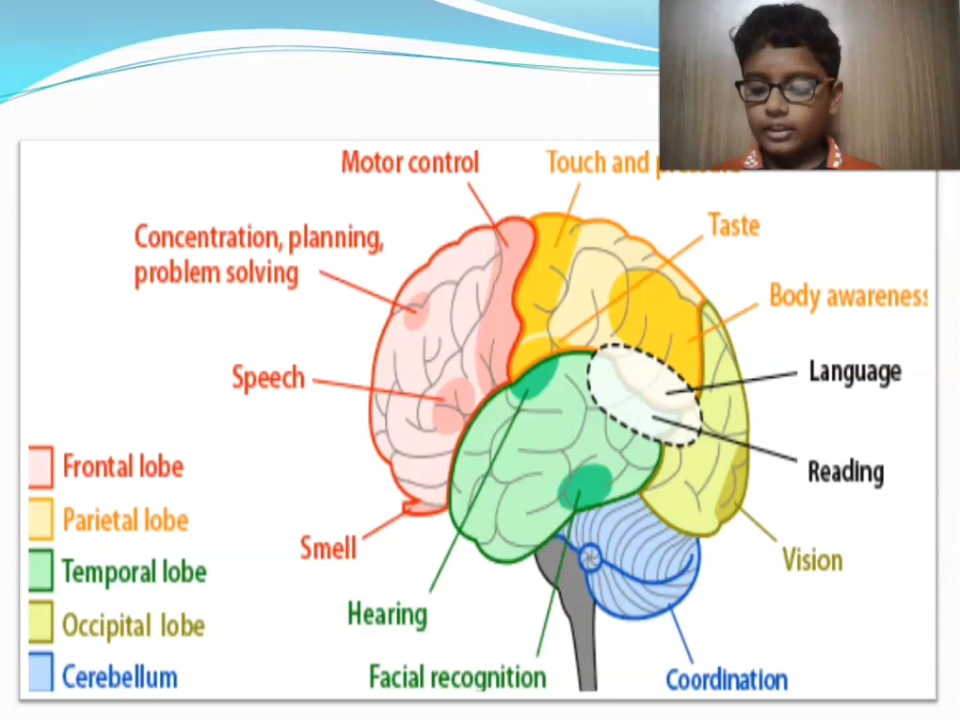 Motor control
Touch and
Concentration, planning,
problem solving
Taste
Body awareness
Speech
Language
Reading
Frontal lobe
Parietal lobe
Temporal lobe
Occipital lobe
Cerebellum
Smell
Vision
Hearing
Facial recognition
Coordination